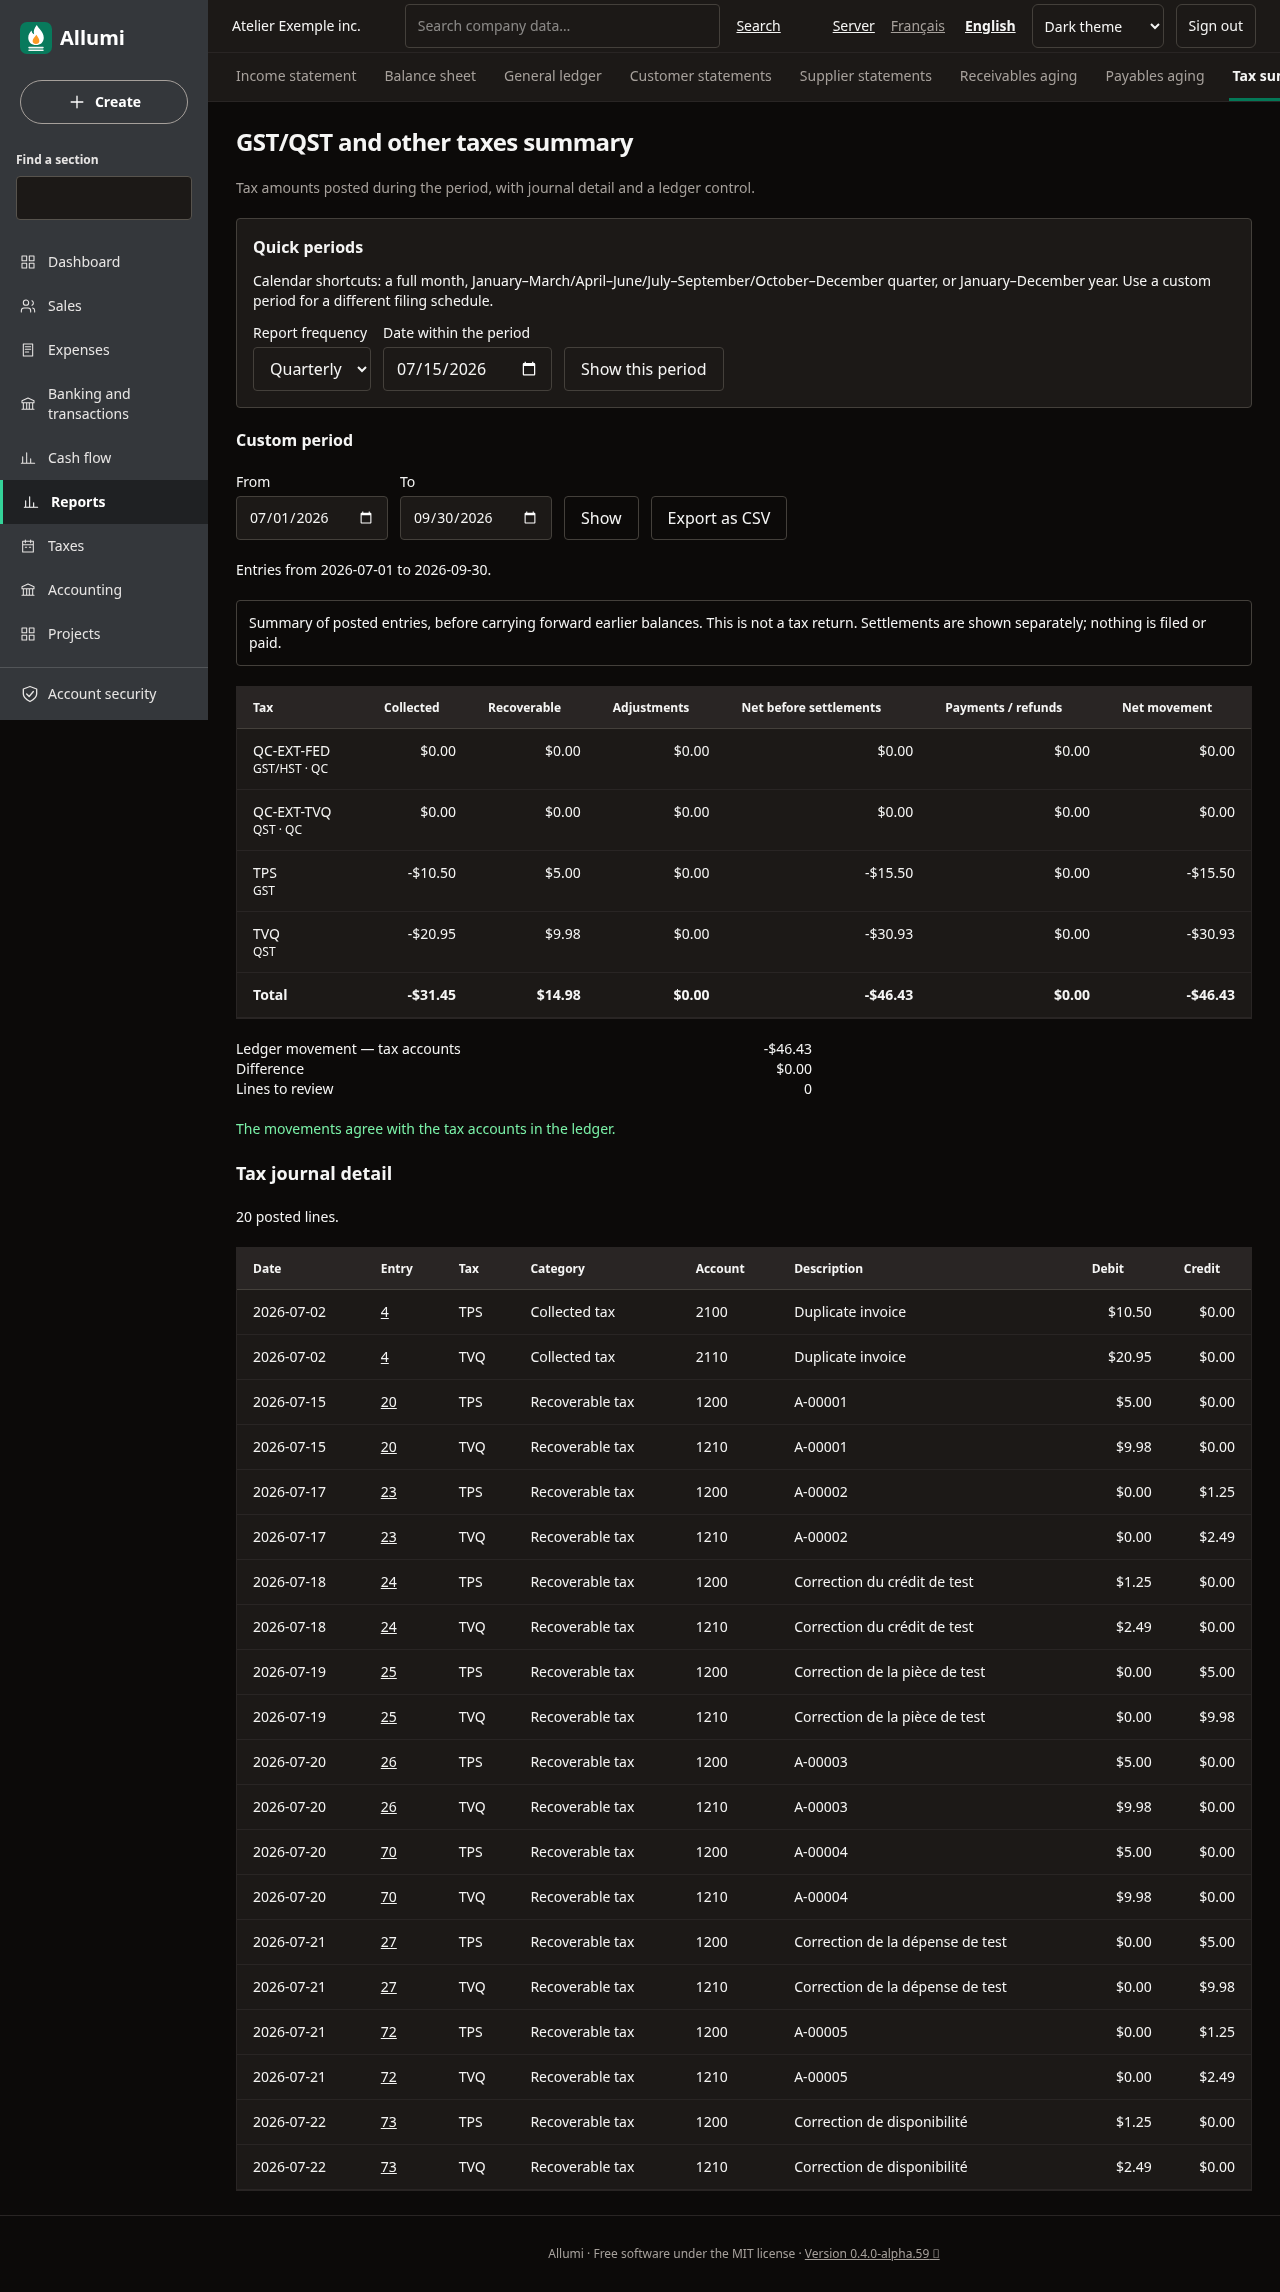 Allumi
Create
Find a section
Dashboard
Sales
Expenses
Banking and
transactions
Cash flow
Reports
Taxes
Accounting
Projects
Account security
Atelier Exemple inc.
Search company data...
Search
Server
Français
English
Dark theme
Sign out
Income statement
Balance sheet
General ledger
Customer statements
Supplier statements
Receivables aging
Payables aging
Tax sur
GST/QST and other taxes summary
Tax amounts posted during the period, with journal detail and a ledger control.
Quick periods
Calendar shortcuts: a full month, January–March/April–June/July–September/October–December quarter, or January–December year. Use a custom
period for a different filing schedule.
Report frequency Date within the period
Quarterly 07/15/2026 Show this period
Custom period
From To
07/01/2026 09/30/2026 Show Export as CSV
Entries from 2026-07-01 to 2026-09-30.
Summary of posted entries, before carrying forward earlier balances. This is not a tax return. Settlements are shown separately; nothing is filed or
paid.
Tax Collected Recoverable Adjustments Net before settlements Payments / refunds Net movement
QC-EXT-FED $0.00 $0.00 $0.00 $0.00 $0.00 $0.00
GST/HST · QC
QC-EXT-TVQ $0.00 $0.00 $0.00 $0.00 $0.00 $0.00
QST · QC
TPS -$10.50 $5.00 $0.00 -$15.50 $0.00 -$15.50
GST
TVQ -$20.95 $9.98 $0.00 -$30.93 $0.00 -$30.93
QST
Total -$31.45 $14.98 $0.00 -$46.43 $0.00 -$46.43
Ledger movement — tax accounts -$46.43
Difference $0.00
Lines to review 0
The movements agree with the tax accounts in the ledger.
Tax journal detail
20 posted lines.
Date Entry Tax Category Account Description Debit Credit
2026-07-02 4 TPS Collected tax 2100 Duplicate invoice $10.50 $0.00
2026-07-02 4 TVQ Collected tax 2110 Duplicate invoice $20.95 $0.00
2026-07-15 20 TPS Recoverable tax 1200 A-00001 $5.00 $0.00
2026-07-15 20 TVQ Recoverable tax 1210 A-00001 $9.98 $0.00
2026-07-17 23 TPS Recoverable tax 1200 A-00002 $0.00 $1.25
2026-07-17 23 TVQ Recoverable tax 1210 A-00002 $0.00 $2.49
2026-07-18 24 TPS Recoverable tax 1200 Correction du crédit de test $1.25 $0.00
2026-07-18 24 TVQ Recoverable tax 1210 Correction du crédit de test $2.49 $0.00
2026-07-19 25 TPS Recoverable tax 1200 Correction de la pièce de test $0.00 $5.00
2026-07-19 25 TVQ Recoverable tax 1210 Correction de la pièce de test $0.00 $9.98
2026-07-20 26 TPS Recoverable tax 1200 A-00003 $5.00 $0.00
2026-07-20 26 TVQ Recoverable tax 1210 A-00003 $9.98 $0.00
2026-07-20 70 TPS Recoverable tax 1200 A-00004 $5.00 $0.00
2026-07-20 70 TVQ Recoverable tax 1210 A-00004 $9.98 $0.00
2026-07-21 27 TPS Recoverable tax 1200 Correction de la dépense de test $0.00 $5.00
2026-07-21 27 TVQ Recoverable tax 1210 Correction de la dépense de test $0.00 $9.98
2026-07-21 72 TPS Recoverable tax 1200 A-00005 $0.00 $1.25
2026-07-21 72 TVQ Recoverable tax 1210 A-00005 $0.00 $2.49
2026-07-22 73 TPS Recoverable tax 1200 Correction de disponibilité $1.25 $0.00
2026-07-22 73 TVQ Recoverable tax 1210 Correction de disponibilité $2.49 $0.00
Allumi · Free software under the MIT license · Version 0.4.0-alpha.59